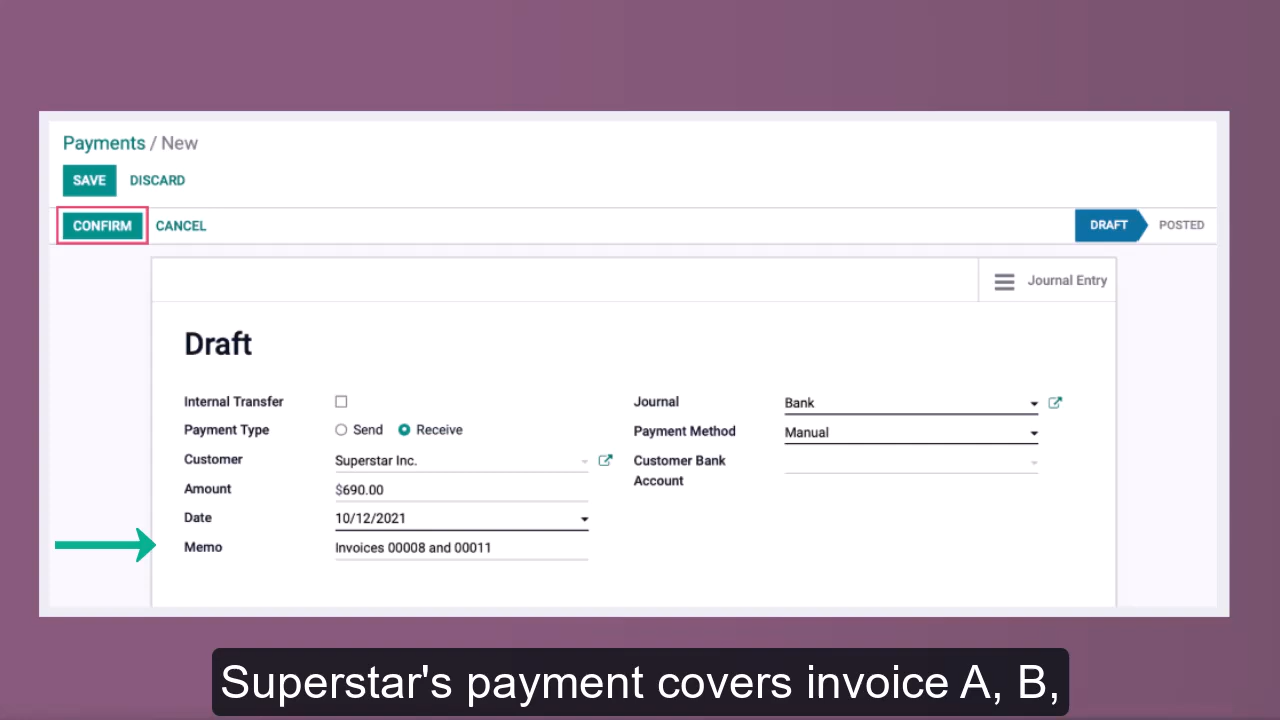 Payments / New
SAVE DISCARD
CONFIRM CANCEL DRAFT POSTED
Journal Entry
Draft
Internal Transfer
Payment Type Send Receive
Customer Superstar Inc.
Amount $690.00
Date 10/12/2021
Memo Invoices 00008 and 00011
Journal Bank
Payment Method Manual
Customer Bank
Account
Superstar's payment covers invoice A, B,